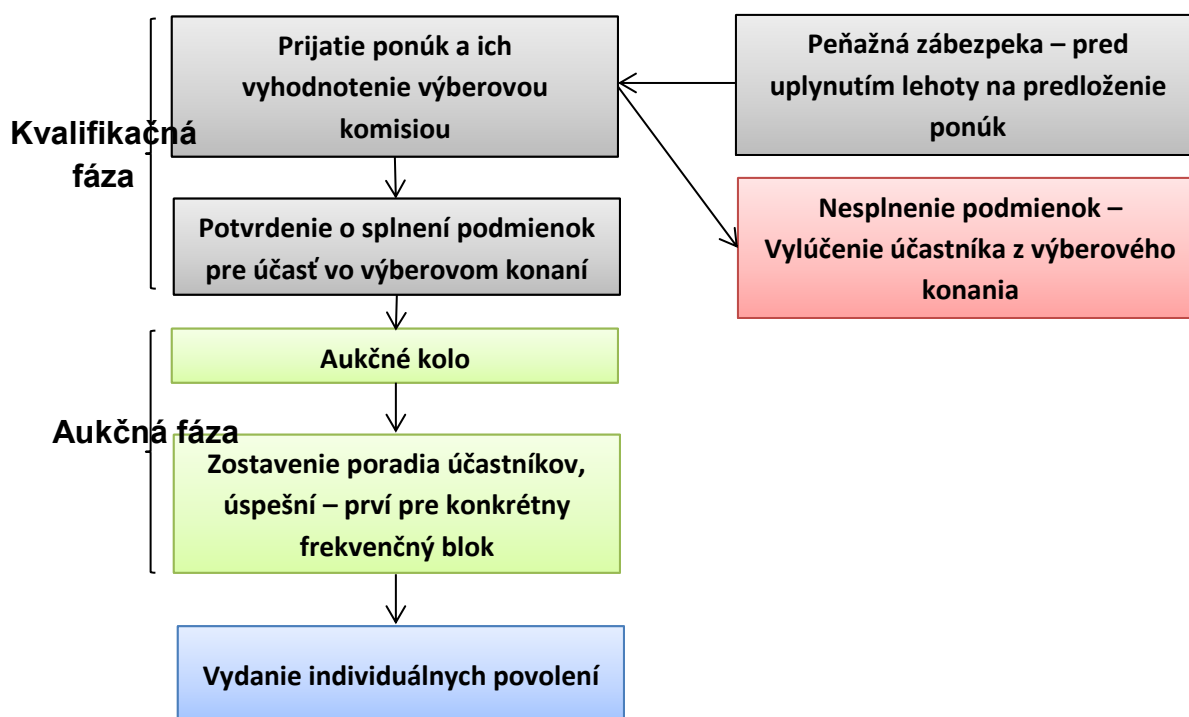 Prijatie ponúk a ich
vyhodnotenie výberovou
komisiou
Peňažná zábezpeka – pred
uplynutím lehoty na predloženie
ponúk
Kvalifikačná
fáza
Nesplnenie podmienok –
Vylúčenie účastníka z výberového
konania
Potvrdenie o splnení podmienok
pre účasť vo výberovom konaní
Aukčné kolo
Aukčná fáza
Zostavenie poradia účastníkov,
úspešní – prví pre konkrétny
frekvenčný blok
Vydanie individuálnych povolení